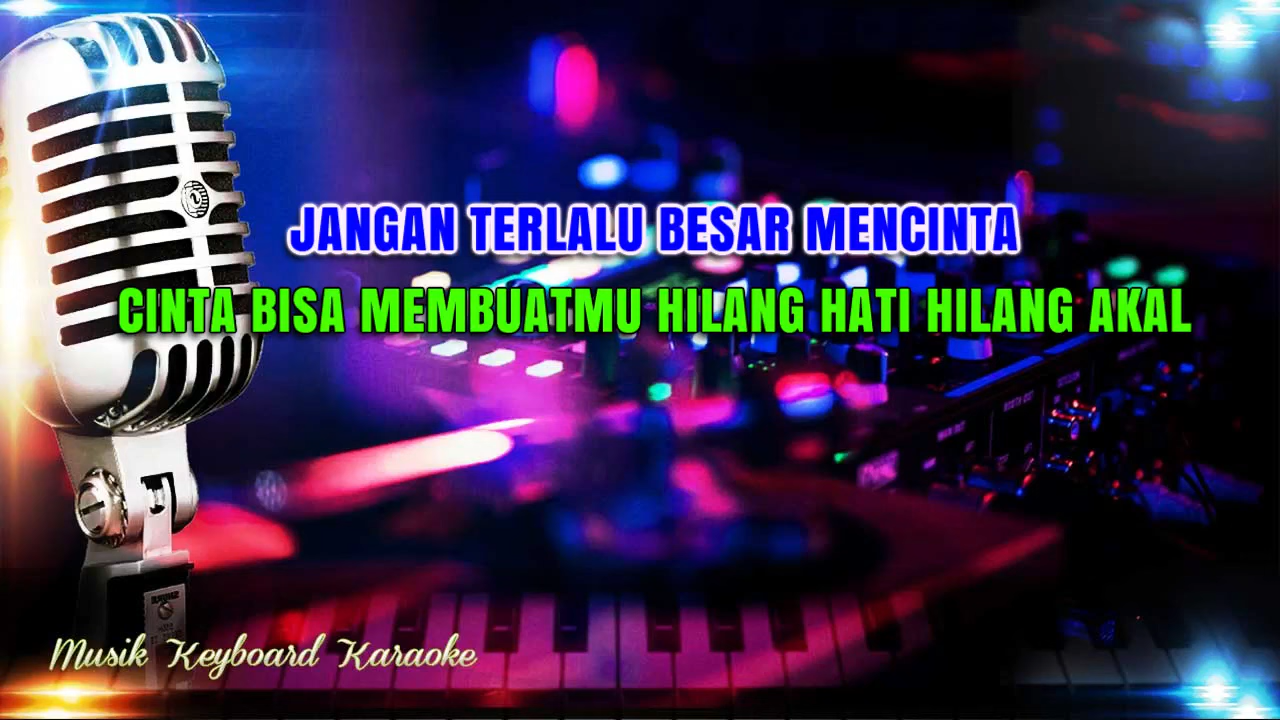 JANGAN TERLALU BESAR MENCINTA
CINTA BISA MEMBUATMU HILANG HATI HILANG AKAL
Musik Keyboard Karaoke